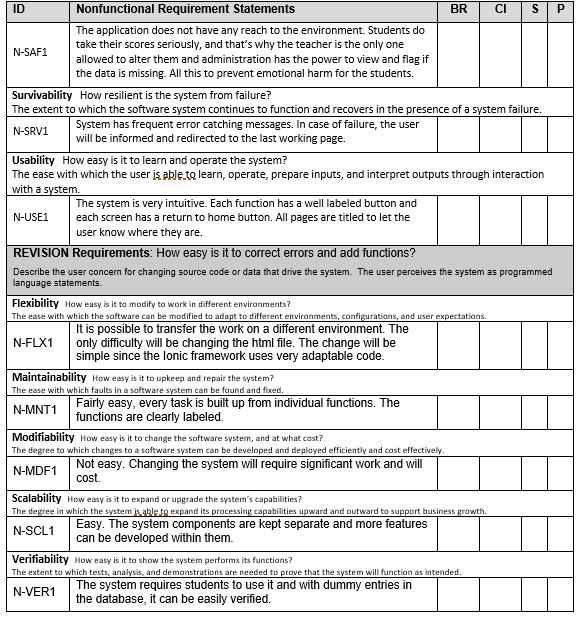 ID Nonfunctional Requirement Statements BR CI S P
N-SAF1 The application does not have any reach to the environment. Students do
take their scores seriously, and that's why the teacher is the only one
allowed to alter them and administration has the power to view and flag if
the data is missing. All this to prevent emotional harm for the students.
Survivability How resilient is the system from failure?
The extent to which the software system continues to function and recovers in the presence of a system failure.
N-SRV1 System has frequent error catching messages. In case of failure, the user
will be informed and redirected to the last working page.
Usability How easy is it to learn and operate the system?
The ease with which the user is able to learn, operate, prepare inputs, and interpret outputs through interaction
with a system.
N-USE1 The system is very intuitive. Each function has a well labeled button and
each screen has a return to home button. All pages are titled to let the
user know where they are.
REVISION Requirements: How easy is it to correct errors and add functions?
Describe the user concern for changing source code or data that drive the system. The user perceives the system as programmed
language statements.
Flexibility How easy is it to modify to work in different environments?
The ease with which the software can be modified to adapt to different environments, configurations, and user expectations.
N-FLX1 It is possible to transfer the work on a different environment. The
only difficulty will be changing the html file. The change will be
simple since the Ionic framework uses very adaptable code.
Maintainability How easy is it to upkeep and repair the system?
The ease with which faults in a software system can be found and fixed.
N-MNT1 Fairly easy, every task is built up from individual functions. The
functions are clearly labeled.
Modifiability How easy is it to change the software system, and at what cost?
The degree to which changes to a software system can be developed and deployed efficiently and cost effectively.
N-MDF1 Not easy. Changing the system will require significant work and will
cost.
Scalability How easy is it to expand or upgrade the system's capabilities?
The degree in which the system is able to expand its processing capabilities upward and outward to support business growth.
N-SCL1 Easy. The system components are kept separate and more features
can be developed within them.
Verifiability How easy is it to show the system performs its functions?
The extent to which tests, analysis, and demonstrations are needed to prove that the system will function as intended.
N-VER1 The system requires students to use it and with dummy entries in
the database, it can be easily verified.